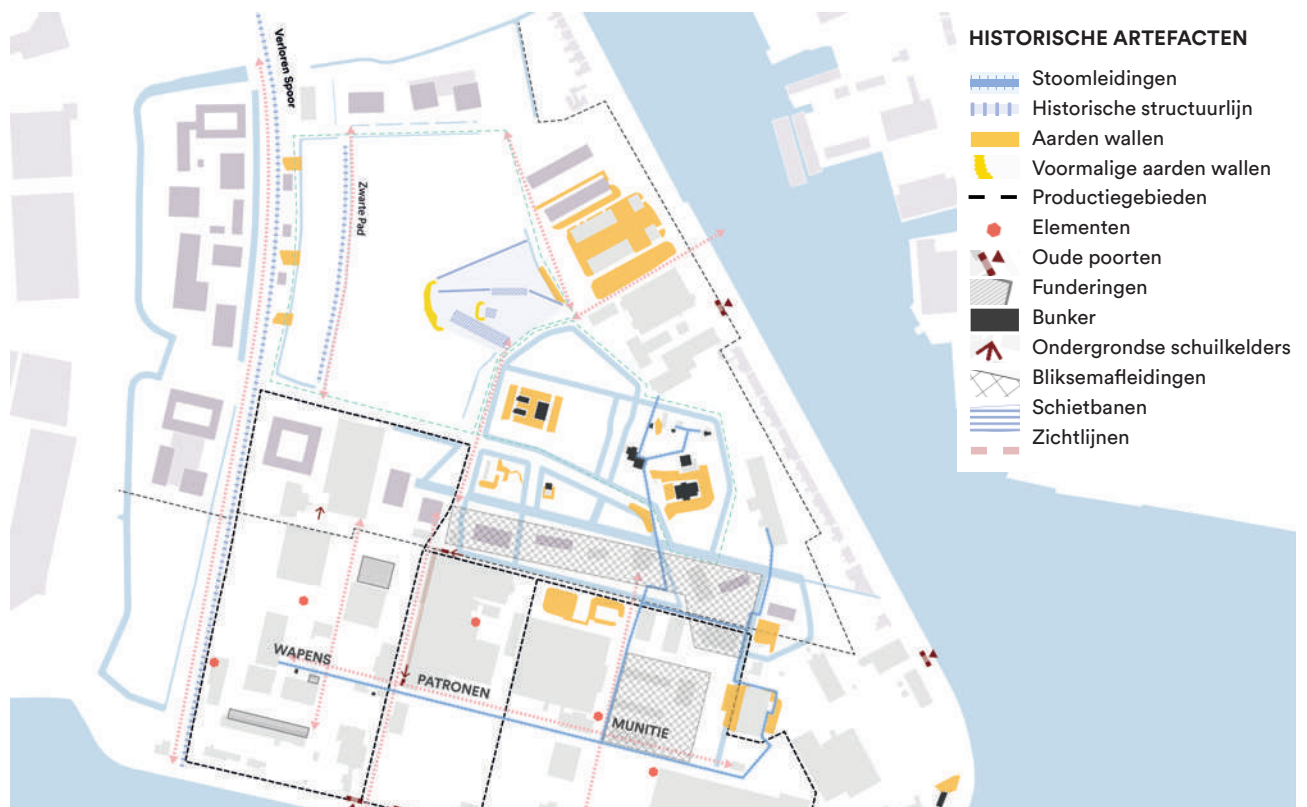 HISTORISCHE ARTEFACTEN
Stoomleidingen
Historische structuurlijn
Aarden wallen
Voormalige aarden wallen
Productiegebieden
Elementen
Oude poorten
Funderingen
Bunker
Ondergrondse schuilkelders
Bliksemafleidingen
Schietbanen
Zichtlijnen
Verloren Spoor
Zwarte Pad
WAPENS
PATRONEN
MUNITIE